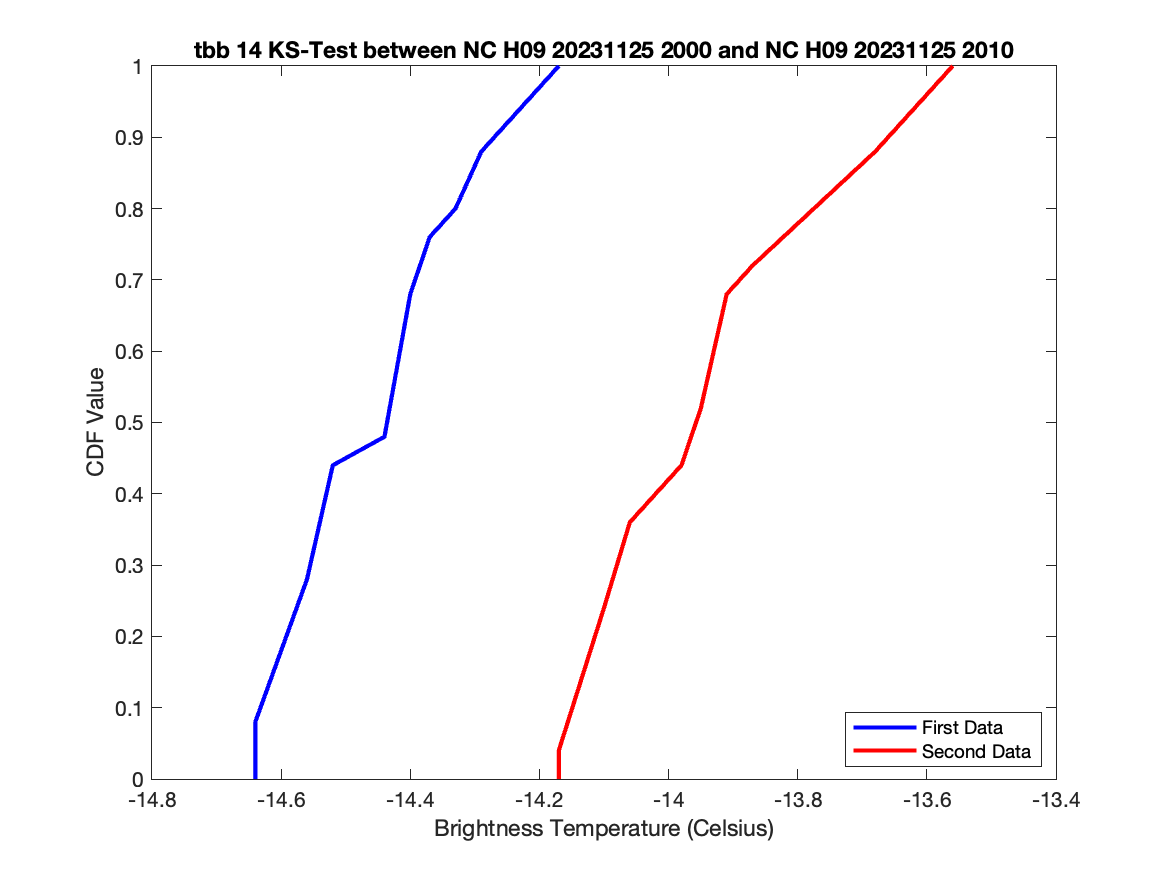 tbb 14 KS-Test between NC H09 20231125 2000 and NC H09 20231125 2010
1
0.9
0.8
0.7
0.6
0.5
0.4
0.3
0.2
0.1
0
CDF Value
First Data
Second Data
-14.8 -14.6 -14.4 -14.2 -14 -13.8 -13.6 -13.4
Brightness Temperature (Celsius)